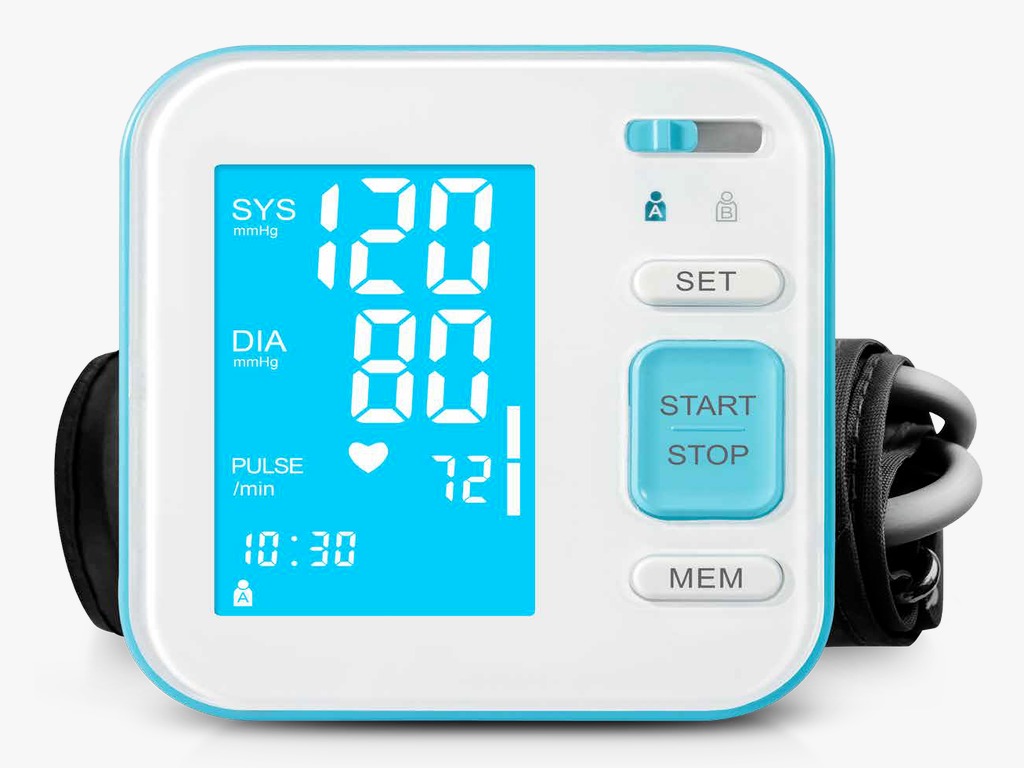 SYS
mmHg
120
DIA
mmHg
80
PULSE
/min
72
10:30
A
A B
SET
START
STOP
MEM